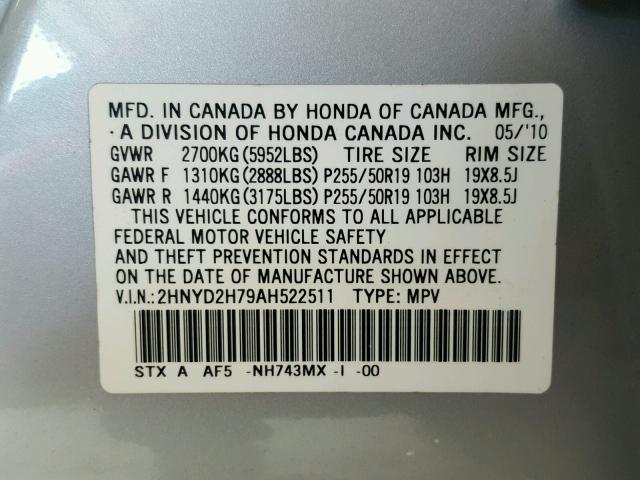 MFD. IN CANADA BY HONDA OF CANADA MFG.,
·A DIVISION OF HONDA CANADA INC. 05/'10
GVWR 2700KG(5952LBS) TIRE SIZE RIM SIZE
GAWR F 1310KG(2888LBS) P255/50R19 103H 19X8.5J
GAWR R 1440KG(3175LBS) P255/50R19 103H 19X8.5J
THIS VEHICLE CONFORMS TO ALL APPLICABLE
FEDERAL MOTOR VEHICLE SAFETY
AND THEFT PREVENTION STANDARDS IN EFFECT
ON THE DATE OF MANUFACTURE SHOWN ABOVE.
V.I.N.:2HNYD2H79AH522511 TYPE: MPV
STX A AF5 -NH743MX -I -00